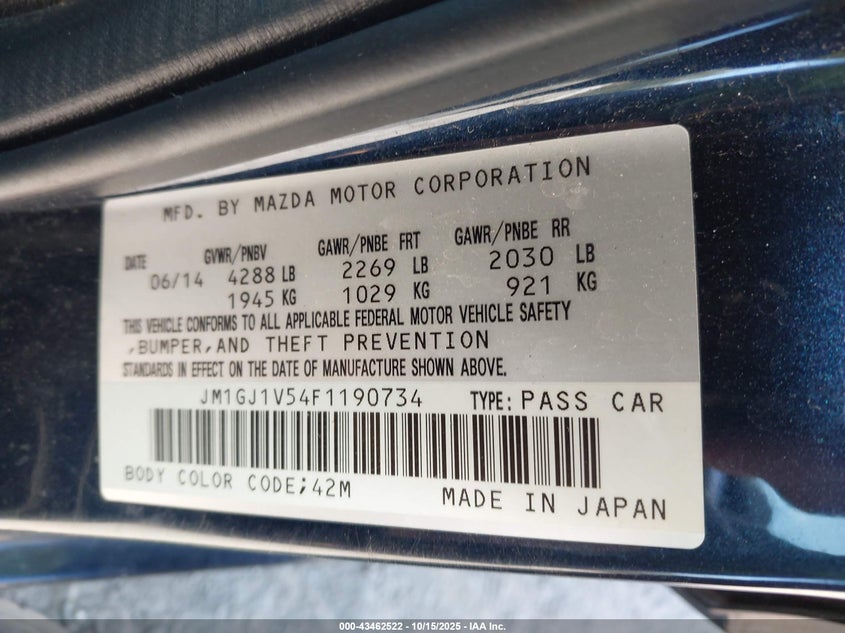 MFD. BY MAZDA MOTOR CORPORATION
DATE GVWR/PNBV GAWR/PNBE FRT GAWR/PNBE RR
06/14 4288 LB 2269 LB 2030 LB
1945 KG 1029 KG 921 KG
THIS VEHICLE CONFORMS TO ALL APPLICABLE FEDERAL MOTOR VEHICLE SAFETY
,BUMPER,AND THEFT PREVENTION
STANDARDS IN EFFECT ON THE DATE OF MANUFACTURE SHOWN ABOVE.
JM1GJ1V54F1190734 TYPE: PASS CAR
BODY COLOR CODE;42M
MADE IN JAPAN
000-43462522 - 10/15/2025 - IAA Inc.